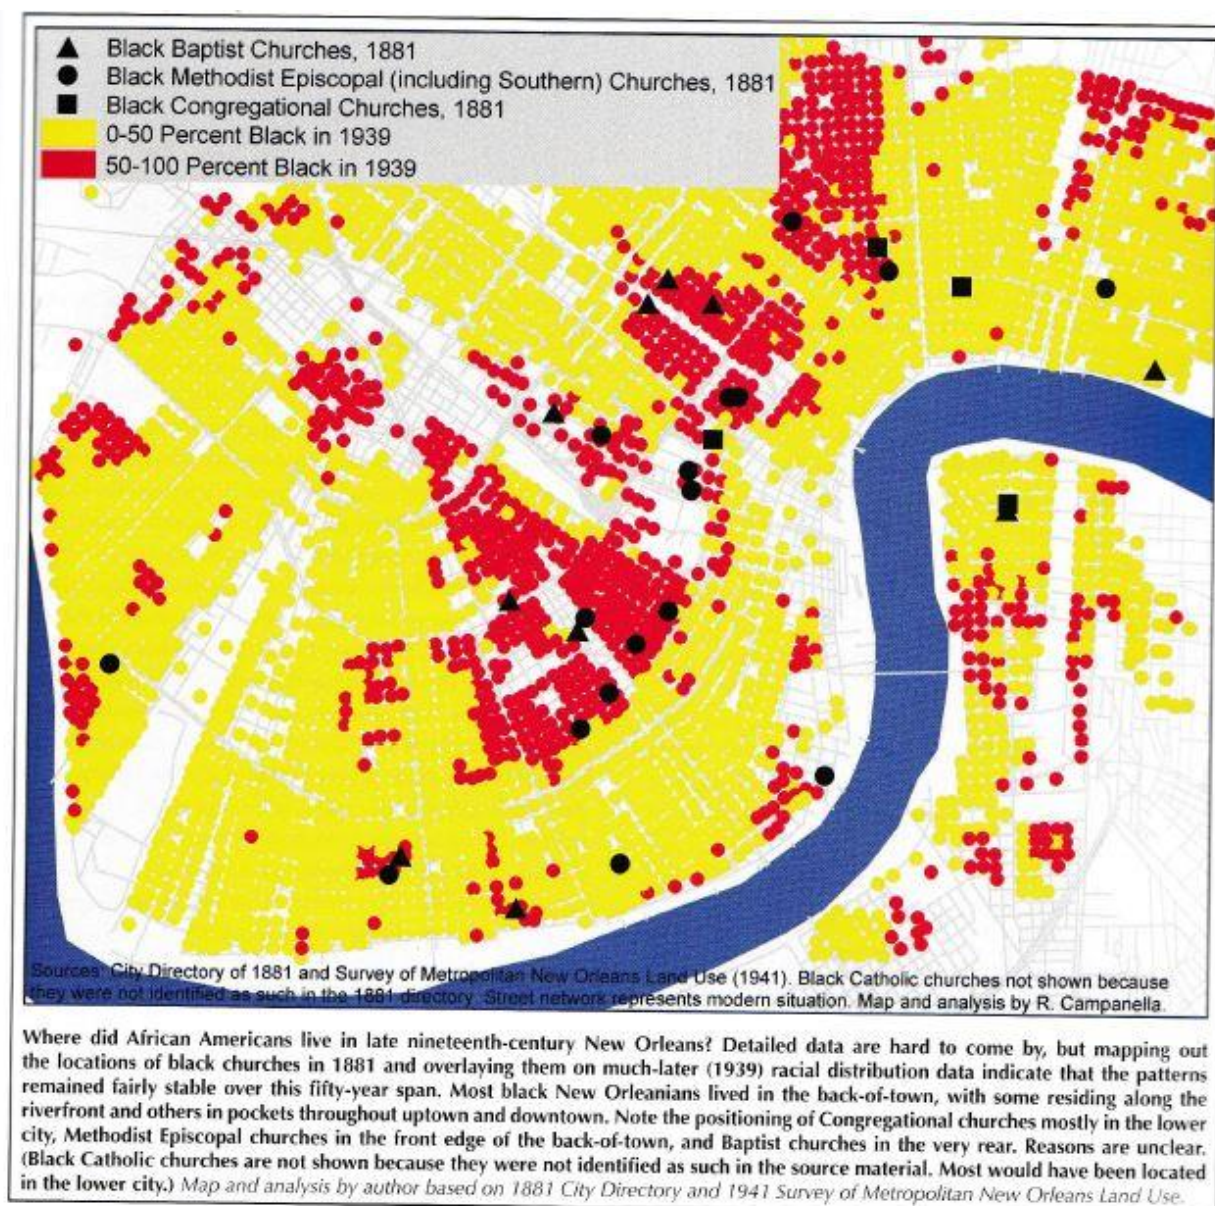 Black Baptist Churches, 1881
Black Methodist Episcopal (including Southern) Churches, 1881
Black Congregational Churches, 1881
0-50 Percent Black in 1939
50-100 Percent Black in 1939
Sources: City Directory of 1881 and Survey of Metropolitan New Orleans Land Use (1941). Black Catholic churches not shown because
they were not identified as such in the 1881 directory. Street network represents modern situation. Map and analysis by R. Campanella.
Where did African Americans live in late nineteenth-century New Orleans? Detailed data are hard to come by, but mapping out
the locations of black churches in 1881 and overlaying them on much-later (1939) racial distribution data indicate that the patterns
remained fairly stable over this fifty-year span. Most black New Orleanians lived in the back-of-town, with some residing along the
riverfront and others in pockets throughout uptown and downtown. Note the positioning of Congregational churches mostly in the lower
city, Methodist Episcopal churches in the front edge of the back-of-town, and Baptist churches in the very rear. Reasons are unclear.
(Black Catholic churches are not shown because they were not identified as such in the source material. Most would have been located
in the lower city.) Map and analysis by author based on 1881 City Directory and 1941 Survey of Metropolitan New Orleans Land Use.